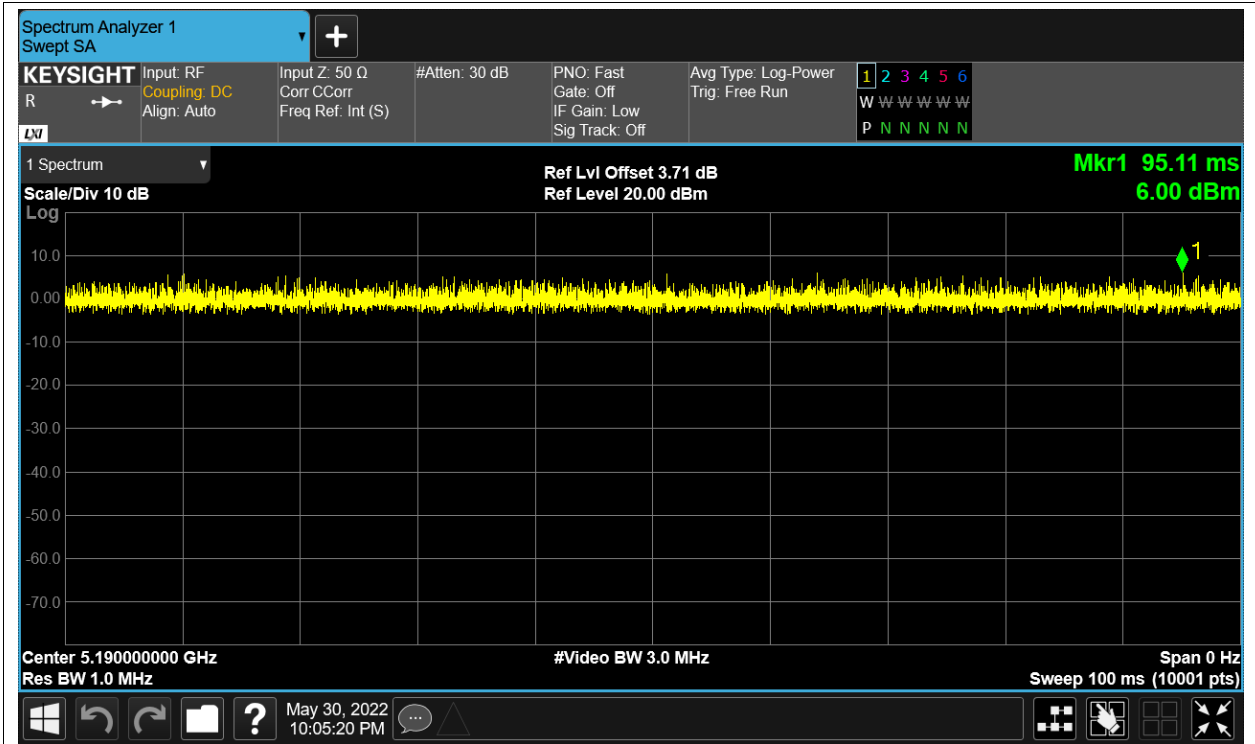 Spectrum Analyzer 1
Swept SA
+
KEYSIGHT
R
LXI
Input: RF
Coupling: DC
Align: Auto
Input Z: 50 Ω
Corr CCorr
Freq Ref: Int (S)
#Atten: 30 dB
PNO: Fast
Gate: Off
IF Gain: Low
Sig Track: Off
Avg Type: Log-Power
Trig: Free Run
1 2 3 4 5 6
W W W W W W
P N N N N N
1 Spectrum
Scale/Div 10 dB
Log
Ref Lvl Offset 3.71 dB
Ref Level 20.00 dBm
Mkr1 95.11 ms
6.00 dBm
1
10.0
0.00
-10.0
-20.0
-30.0
-40.0
-50.0
-60.0
-70.0
Center 5.190000000 GHz
Res BW 1.0 MHz
#Video BW 3.0 MHz
Span 0 Hz
Sweep 100 ms (10001 pts)
?
May 30, 2022
10:05:20 PM